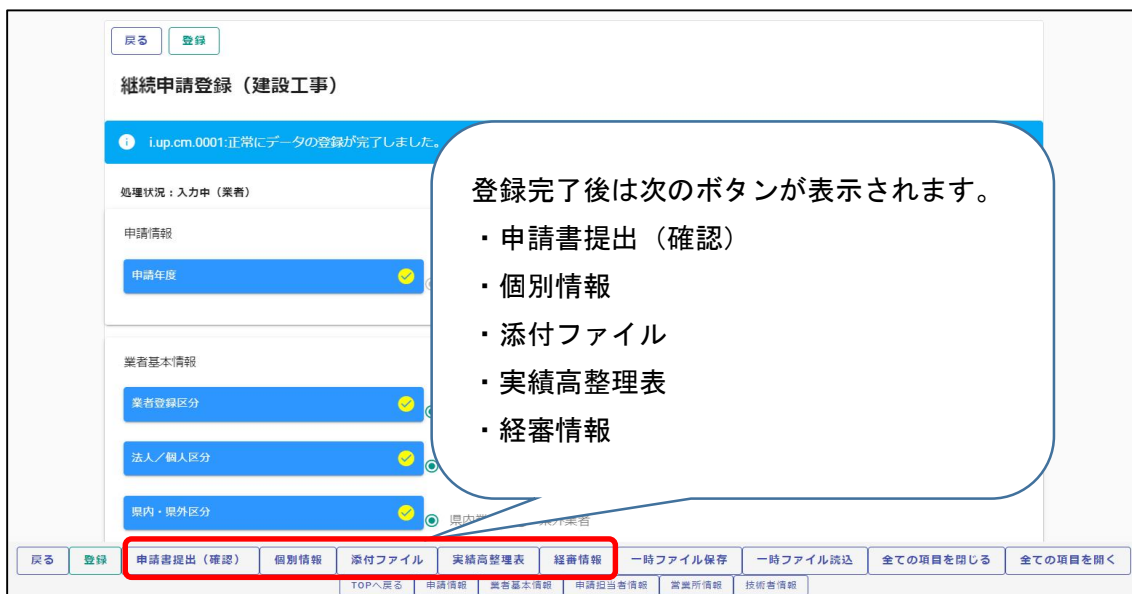 戻る 登録
継続申請登録（建設工事）
i.up.cm.0001:正常にデータの登録が完了しました。
処理状況：入力中（業者）
申請情報
申請年度
業者基本情報
業者登録区分
法人／個人区分
県内・県外区分
県内業
県外業者
登録完了後は次のボタンが表示されます。
・申請書提出（確認）
・個別情報
・添付ファイル
・実績高整理表
・経審情報
戻る 登録 申請書提出（確認） 個別情報 添付ファイル 実績高整理表 経審情報 一時ファイル保存 一時ファイル読込 全ての項目を閉じる 全ての項目を開く
TOPへ戻る 申請情報 業者基本情報 申請担当者情報 営業所情報 技術者情報